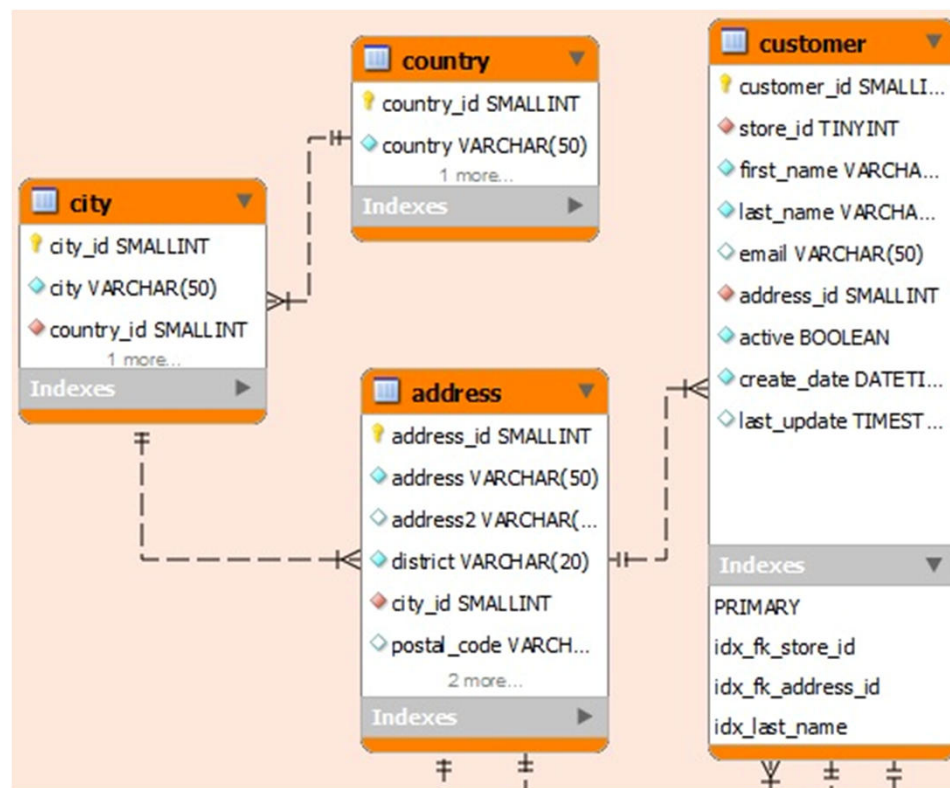 country
country_id SMALLINT
country VARCHAR(50)
1 more...
Indexes
city
city_id SMALLINT
city VARCHAR(50)
country_id SMALLINT
1 more...
Indexes
address
address_id SMALLINT
address VARCHAR(50)
address2 VARCHAR(...
district VARCHAR(20)
city_id SMALLINT
postal_code VARCH...
2 more...
Indexes
customer
customer_id SMALLI...
store_id TINYINT
first_name VARCHA...
last_name VARCHA...
email VARCHAR(50)
address_id SMALLINT
active BOOLEAN
create_date DATETI...
last_update TIMEST...
Indexes
PRIMARY
idx_fk_store_id
idx_fk_address_id
idx_last_name